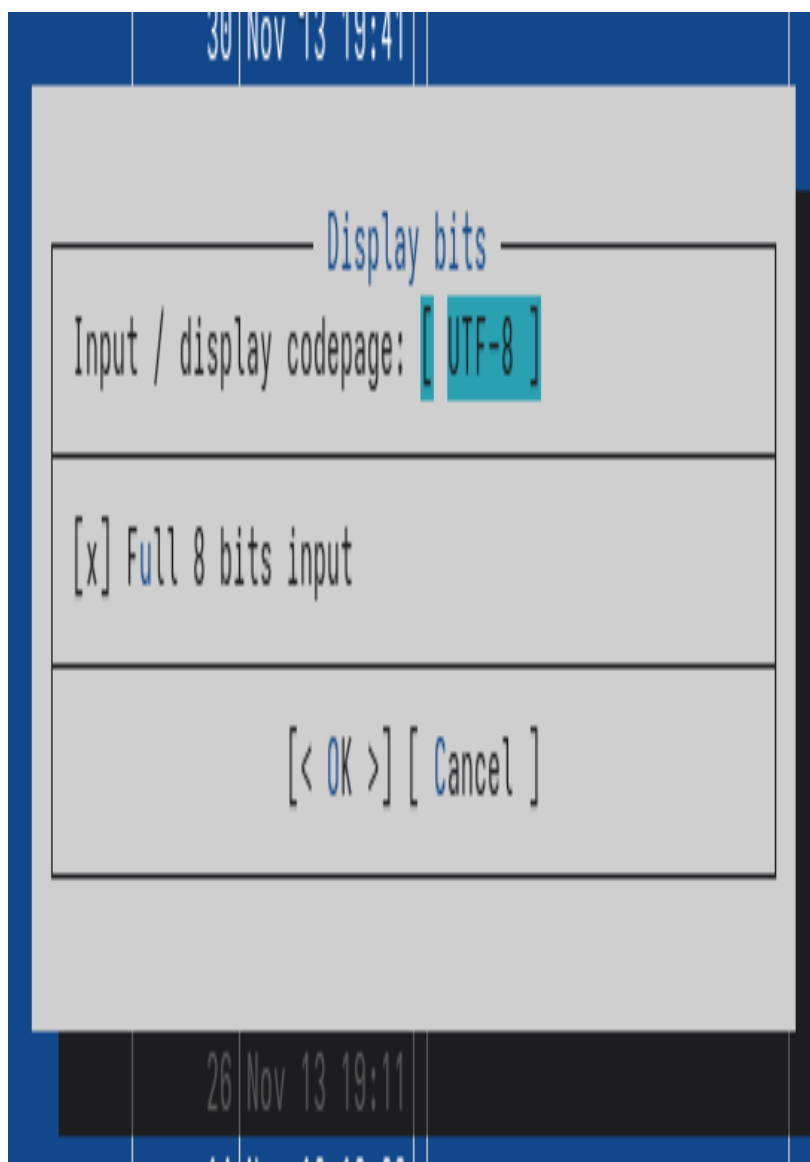 30 Nov 13 19:41
Display bits
Input / display codepage: [ UTF-8 ]
[x] Full 8 bits input
[< OK >] [ Cancel ]
26 Nov 13 19:11